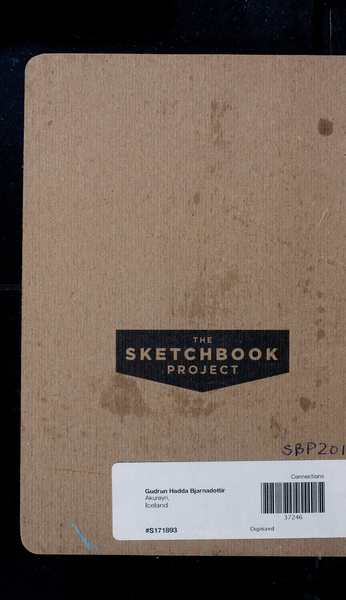 THE
SKETCHBOOK
PROJECT
SBP201
Connections
Gudrun Hadda Bjarnadottir
Akureyri,
Iceland
37246
#S171893
Digitized